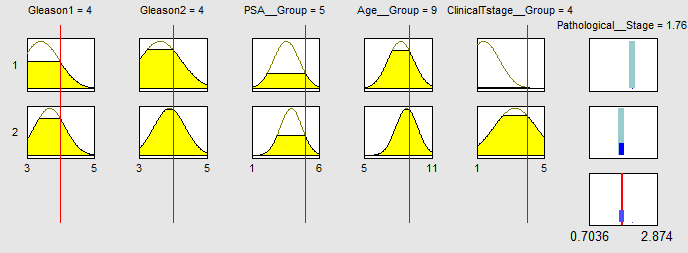 Gleason1 = 4 Gleason2 = 4 PSA__Group = 5 Age__Group = 9 ClinicalTstage__Group = 4
Pathological__Stage = 1.76
1
2
3 5 3 5 1 6 5 11 1 5
0.7036 2.874